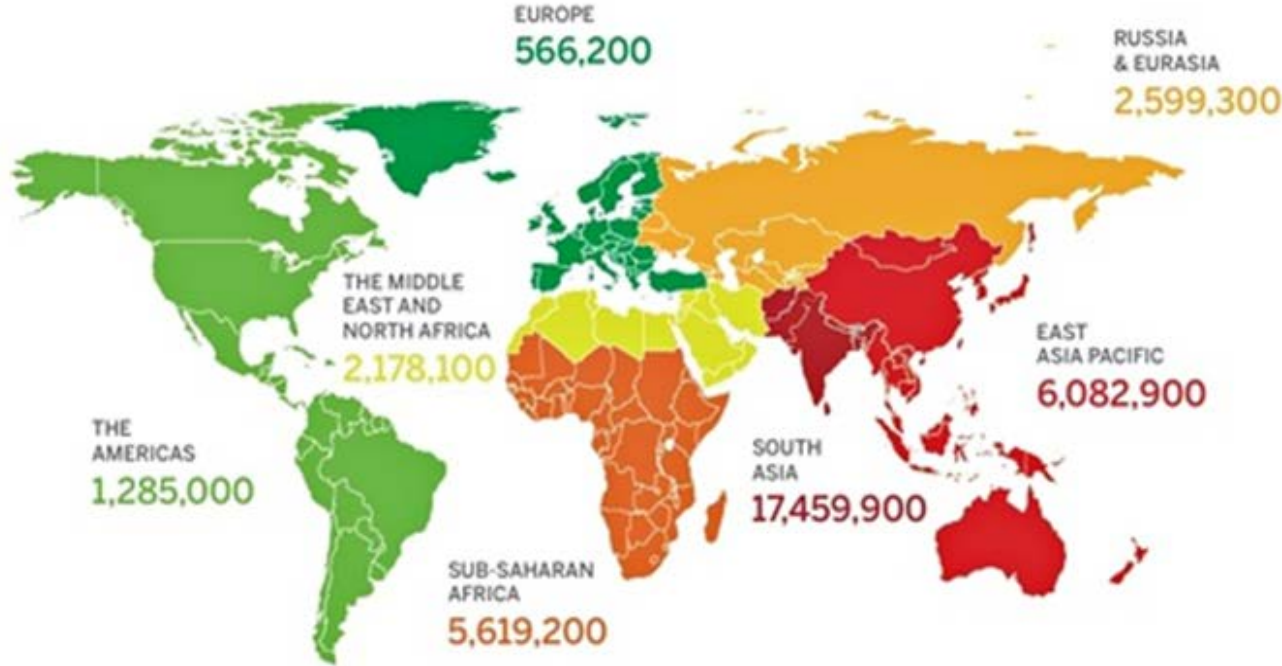 EUROPE
566,200
RUSSIA
& EURASIA
2,599,300
THE MIDDLE
EAST AND
NORTH AFRICA
2,178,100
EAST
ASIA PACIFIC
6,082,900
THE
AMERICAS
1,285,000
SOUTH
ASIA
17,459,900
SUB-SAHARAN
AFRICA
5,619,200